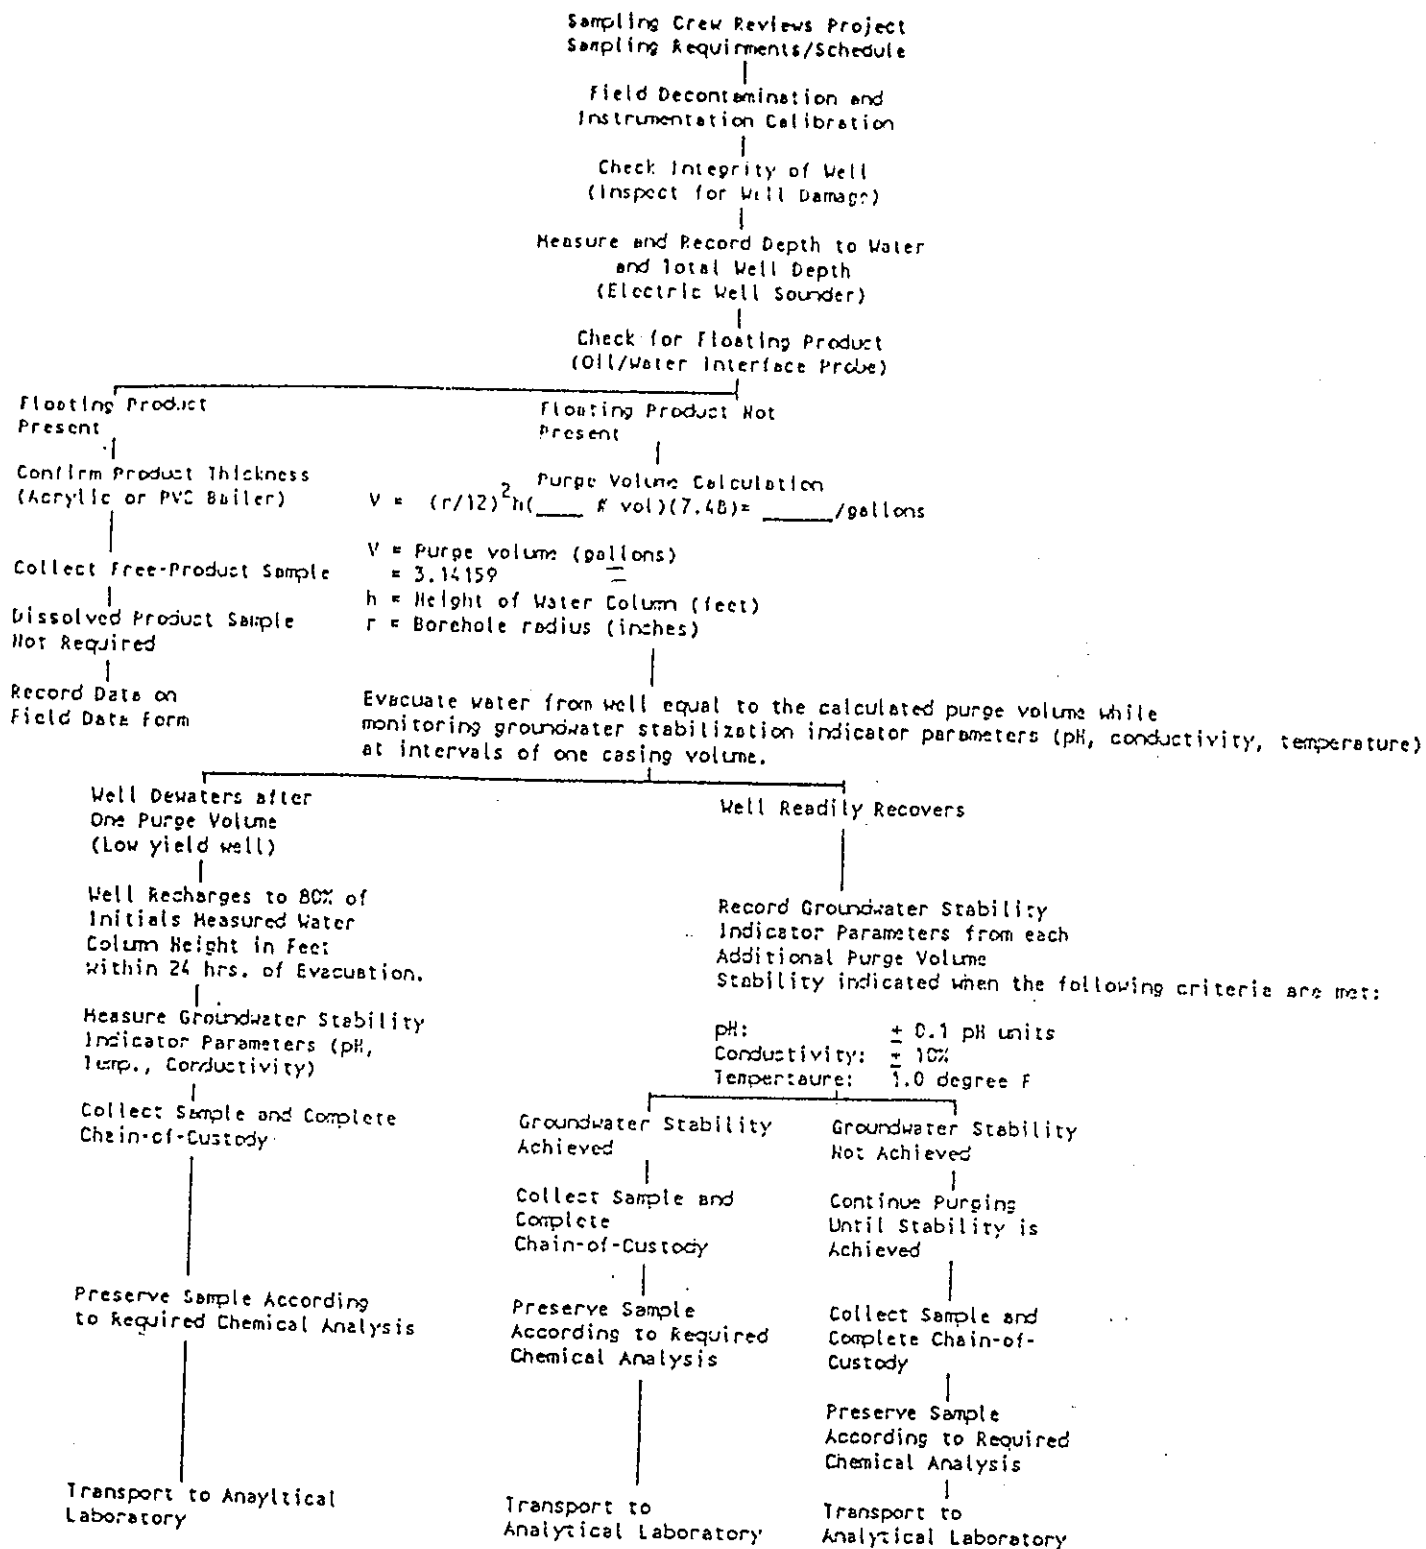 Sampling Crew Reviews Project
Sampling Requirments/Schedule
Field Decontamination and
Instrumentation Calibration
Check Integrity of Well
(Inspect for Well Damage)
Measure and Record Depth to Water
and Total Well Depth
(Electric Well Sounder)
Check for Floating Product
(Oil/Water Interface Probe)
Floating Product
Present
Confirm Product Thickness
(Acrylic or PVC Bailer)
Collect Free-Product Sample
Dissolved Product Sample
Not Required
Record Data on
Field Data Form
Floating Product Not
Present
Purge Volume Calculation
V = (r/12)²h(____ # vol)(7.48)= _____/gallons
V = Purge volume (gallons)
= 3.14159
h = Height of Water Column (feet)
r = Borehole radius (inches)
Evacuate water from well equal to the calculated purge volume while
monitoring groundwater stabilization indicator parameters (pH, conductivity, temperature)
at intervals of one casing volume.
Well Dewaters after
One Purge Volume
(Low yield well)
Well Recharges to 80% of
Initials Measured Water
Column Height in Feet
within 24 hrs. of Evacuation.
Measure Groundwater Stability
Indicator Parameters (pH,
Temp., Conductivity)
Collect Sample and Complete
Chain-of-Custody
Preserve Sample According
to Required Chemical Analysis
Transport to Anayltical
Laboratory
Well Readily Recovers
Record Groundwater Stability
Indicator Parameters from each
Additional Purge Volume
Stability indicated when the following criteria are met:
pH: ± 0.1 pH units
Conductivity: ± 10%
Tempertaure: 1.0 degree F
Groundwater Stability
Achieved
Collect Sample and
Complete
Chain-of-Custody
Preserve Sample
According to Required
Chemical Analysis
Transport to
Analytical Laboratory
Groundwater Stability
Not Achieved
Continue Purging
Until Stability is
Achieved
Collect Sample and
Complete Chain-of-
Custody
Preserve Sample
According to Required
Chemical Analysis
Transport to
Analytical Laboratory